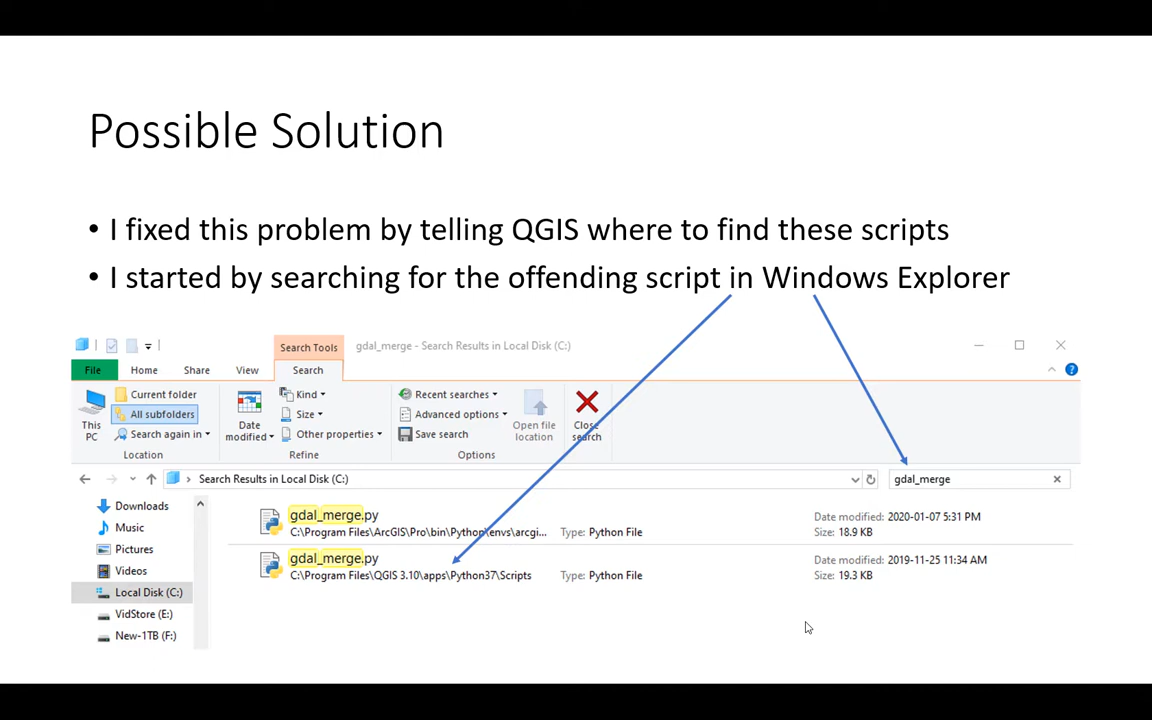 Possible Solution
• I fixed this problem by telling QGIS where to find these scripts
• I started by searching for the offending script in Windows Explorer
Search Tools
gdal_merge - Search Results in Local Disk (C:)
File
Home
Share
View
Search
This PC
Current folder
All subfolders
Search again in
Location
Date modified
Kind
Size
Other properties
Refine
Recent searches
Advanced options
Save search
Open file location
Options
Close search
Search Results in Local Disk (C:)
gdal_merge
Downloads
Music
Pictures
Videos
Local Disk (C:)
VidStore (E:)
New-1TB (F:)
gdal_merge.py
C:\Program Files\ArcGIS\Pro\bin\Python\envs\arcgi...
Type: Python File
Date modified: 2020-01-07 5:31 PM
Size: 18.9 KB
gdal_merge.py
C:\Program Files\QGIS 3.10\apps\Python37\Scripts
Type: Python File
Date modified: 2019-11-25 11:34 AM
Size: 19.3 KB